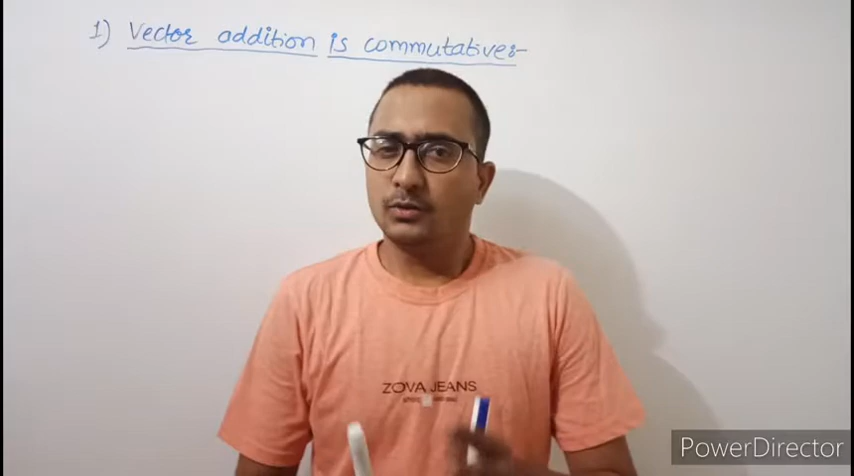 1) Vector addition is commutative:-
ZOVA JEANS
PowerDirector